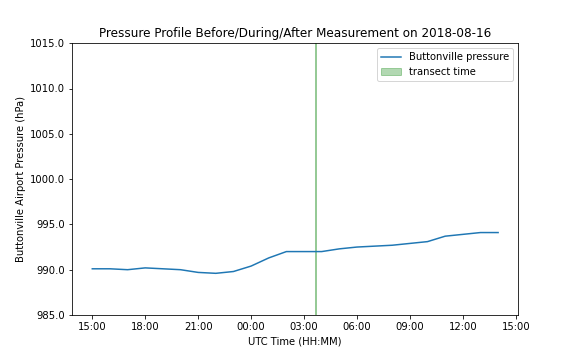 Pressure Profile Before/During/After Measurement on 2018-08-16
Buttonville pressure
transect time
Buttonville Airport Pressure (hPa)
1015.0
1010.0
1005.0
1000.0
995.0
990.0
985.0
15:00 18:00 21:00 00:00 03:00 06:00 09:00 12:00 15:00
UTC Time (HH:MM)